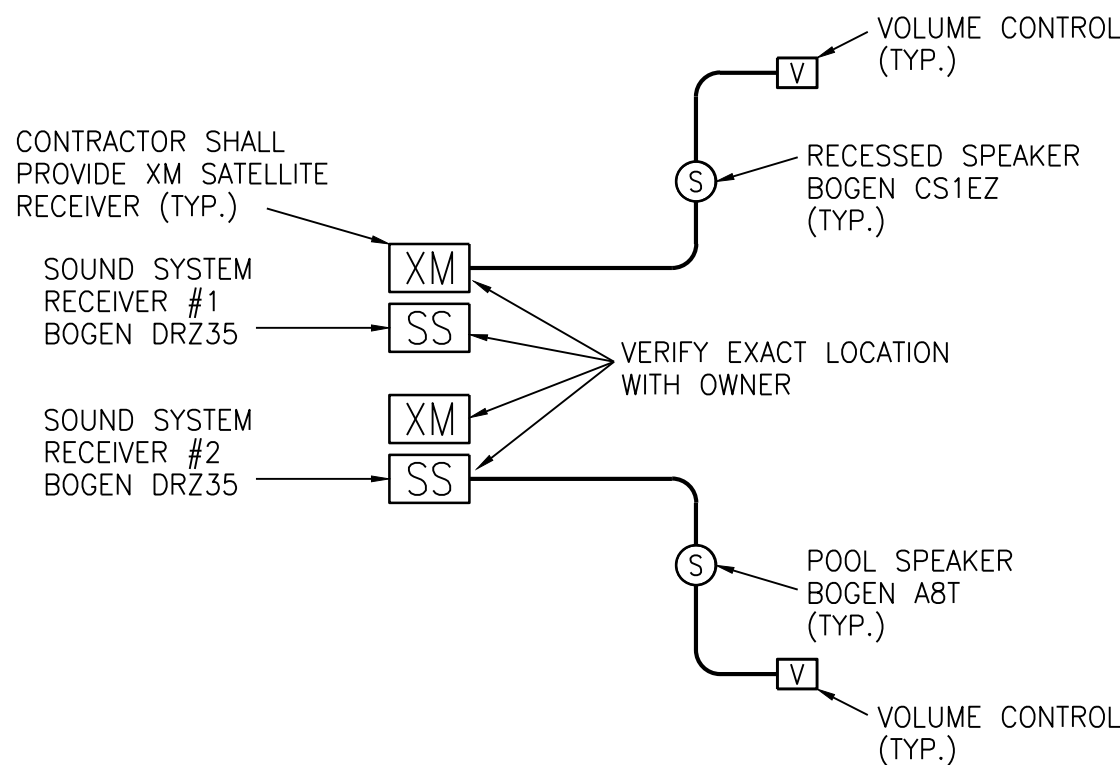 VOLUME CONTROL
(TYP.)
V
CONTRACTOR SHALL
PROVIDE XM SATELLITE
RECEIVER (TYP.)
RECESSED SPEAKER
BOGEN CS1EZ
(TYP.)
S
XM
SOUND SYSTEM
RECEIVER #1
BOGEN DRZ35
SS
VERIFY EXACT LOCATION
WITH OWNER
XM
SOUND SYSTEM
RECEIVER #2
BOGEN DRZ35
SS
S
POOL SPEAKER
BOGEN A8T
(TYP.)
V
VOLUME CONTROL
(TYP.)